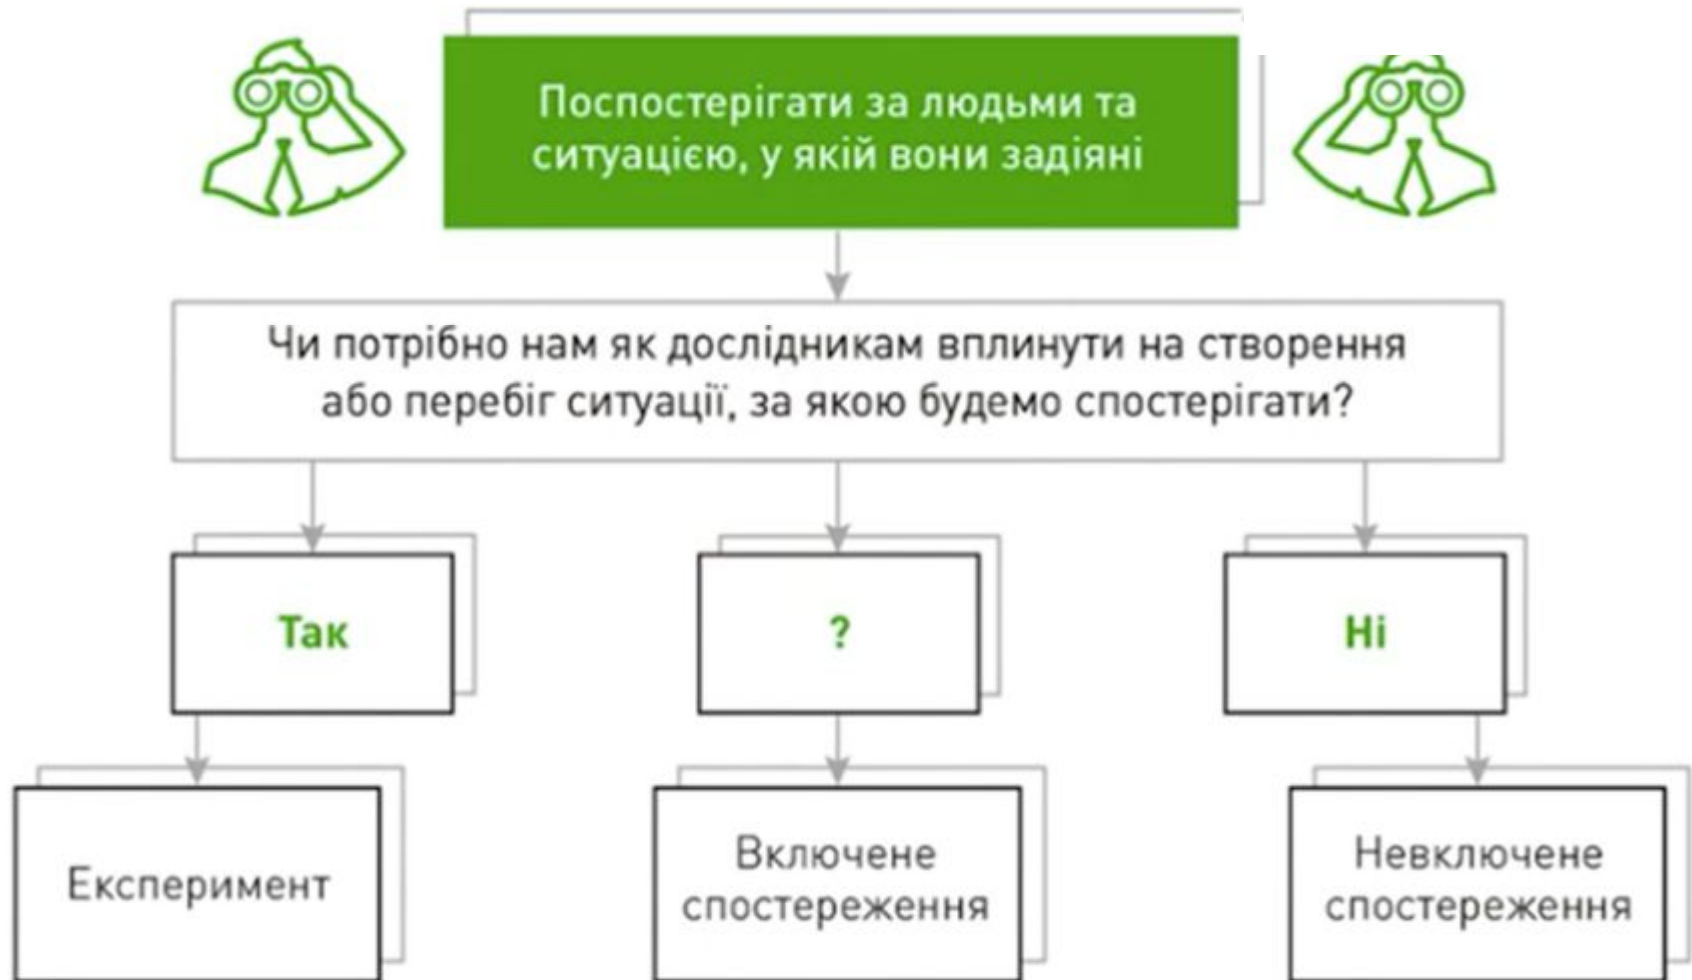 Поспостерігати за людьми та
ситуацією, у якій вони задіяні
Чи потрібно нам як дослідникам вплинути на створення
або перебіг ситуації, за якою будемо спостерігати?
Так
?
Ні
Експеримент
Включене
спостереження
Невключене
спостереження